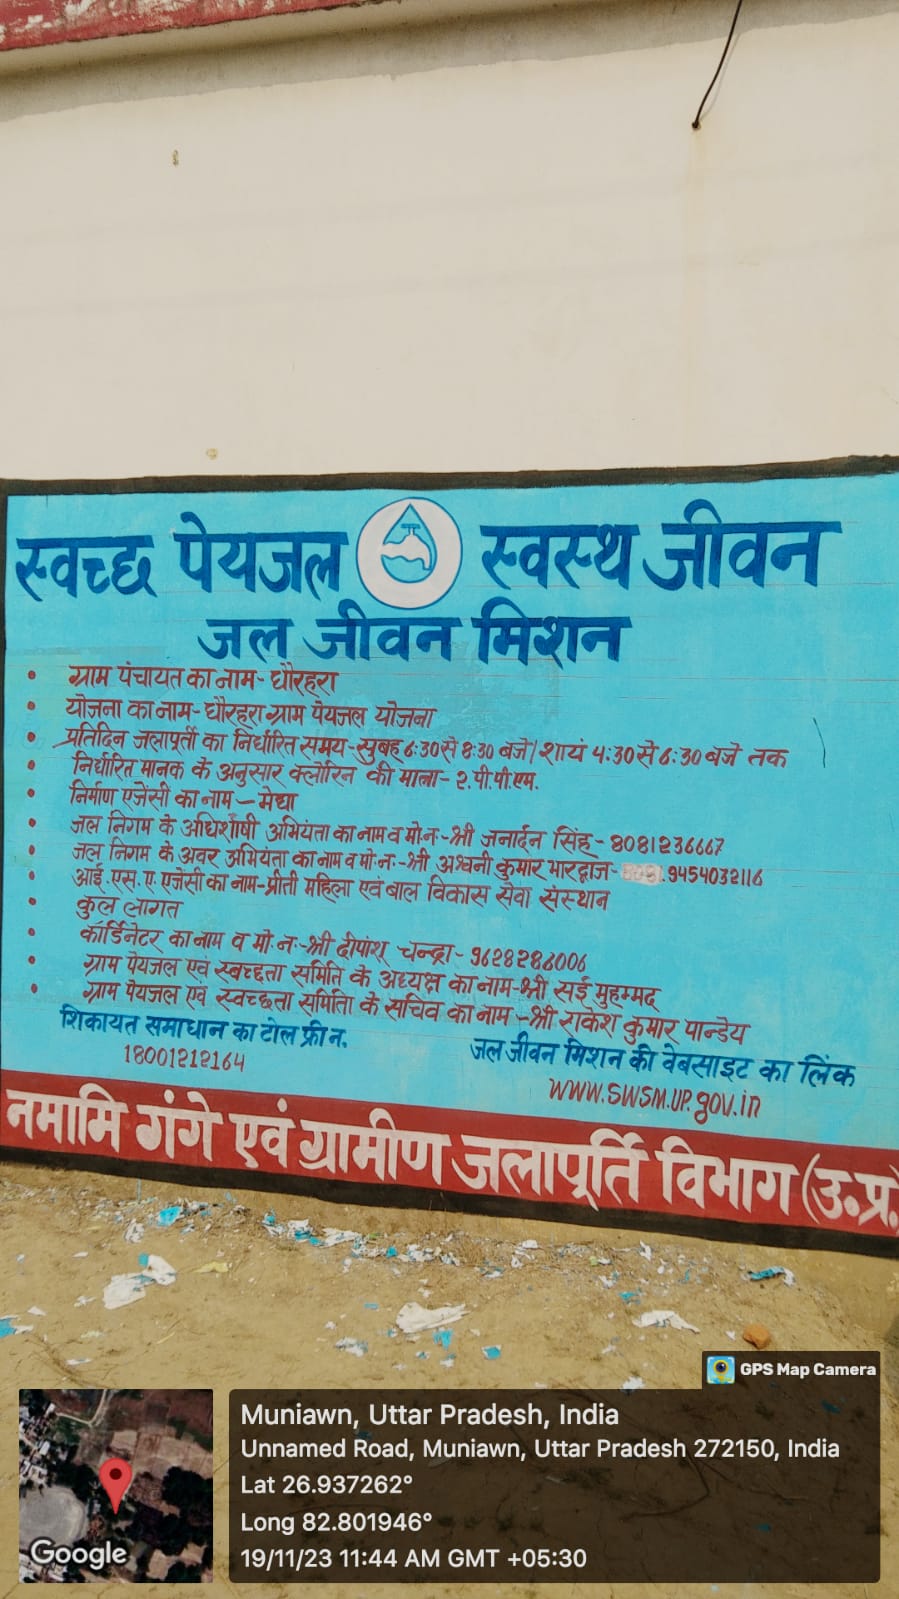 स्वच्छ पेयजल स्वस्थ जीवन
जल जीवन मिशन
• ग्राम पंचायत का नाम- धौरहरा
• योजना का नाम- धौरहरा ग्राम पेयजल योजना
• प्रतिदिन जलापूर्ती का निर्धारित समय-सुबह 6:30 से 8:30 बजे/शायं 4:30 से 6:30 बजे तक
• निर्धारित मानक के अनुसार क्लोरिन की मात्रा- 2.पी.पी.एम.
• निर्माण एजेंसी का नाम - मेघा
• जल निगम के अधिशाषी अभियंता का नाम व मो.न:-श्री जनार्दन सिंह- 8081236667
• जल निगम के अवर अभियंता का नाम व मो.न:-श्री अश्वनी कुमार भारद्वाज- 9454032116
• आई.एस.ए.एजेंसी का नाम-प्रीती महिला एवं बाल विकास सेवा संस्थान
• कुल लागत
• कॉर्डिनेटर का नाम व मो.न:-श्री दीपांशु चन्द्रा- 9628286006
• ग्राम पेयजल एवं स्वच्छता समिति के अध्यक्ष का नाम-श्री सई मुहम्मद
• ग्राम पेयजल एवं स्वच्छता समिति के सचिव का नाम -श्री राकेश कुमार पान्डेय
शिकायत समाधान का टोल फ्री न.
18001212164
जल जीवन मिशन की वेबसाइट का लिंक
www.swsm.up.gov.in
नमामि गंगे एवं ग्रामीण जलापूर्ति विभाग (उ.प्र.
GPS Map Camera
Muniawn, Uttar Pradesh, India
Unnamed Road, Muniawn, Uttar Pradesh 272150, India
Lat 26.937262°
Long 82.801946°
19/11/23 11:44 AM GMT +05:30
Google